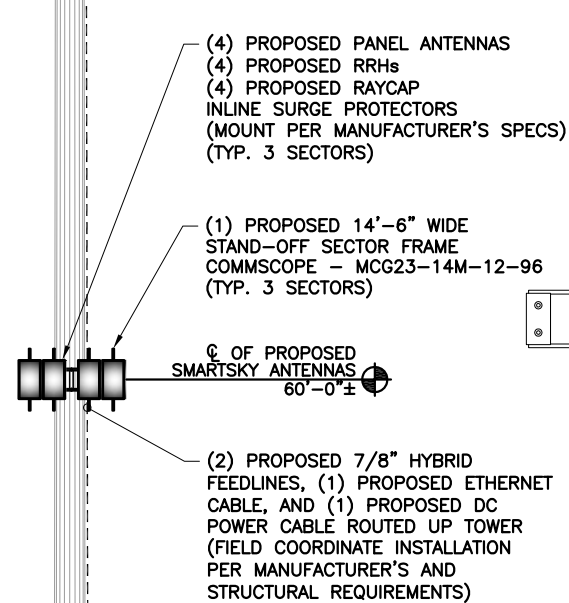 (4) PROPOSED PANEL ANTENNAS
(4) PROPOSED RRHs
(4) PROPOSED RAYCAP
INLINE SURGE PROTECTORS
(MOUNT PER MANUFACTURER'S SPECS)
(TYP. 3 SECTORS)
(1) PROPOSED 14'-6" WIDE
STAND-OFF SECTOR FRAME
COMMSCOPE - MCG23-14M-12-96
(TYP. 3 SECTORS)
℄ OF PROPOSED
SMARTSKY ANTENNAS
60'-0"±
(2) PROPOSED 7/8" HYBRID
FEEDLINES, (1) PROPOSED ETHERNET
CABLE, AND (1) PROPOSED DC
POWER CABLE ROUTED UP TOWER
(FIELD COORDINATE INSTALLATION
PER MANUFACTURER'S AND
STRUCTURAL REQUIREMENTS)